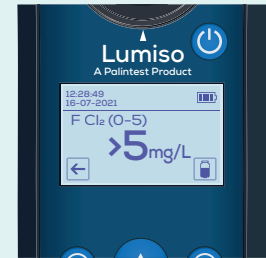 Lumiso
A Palintest Product
12:28:49
16-07-2021
F Cl₂ (0-5)
>5mg/L